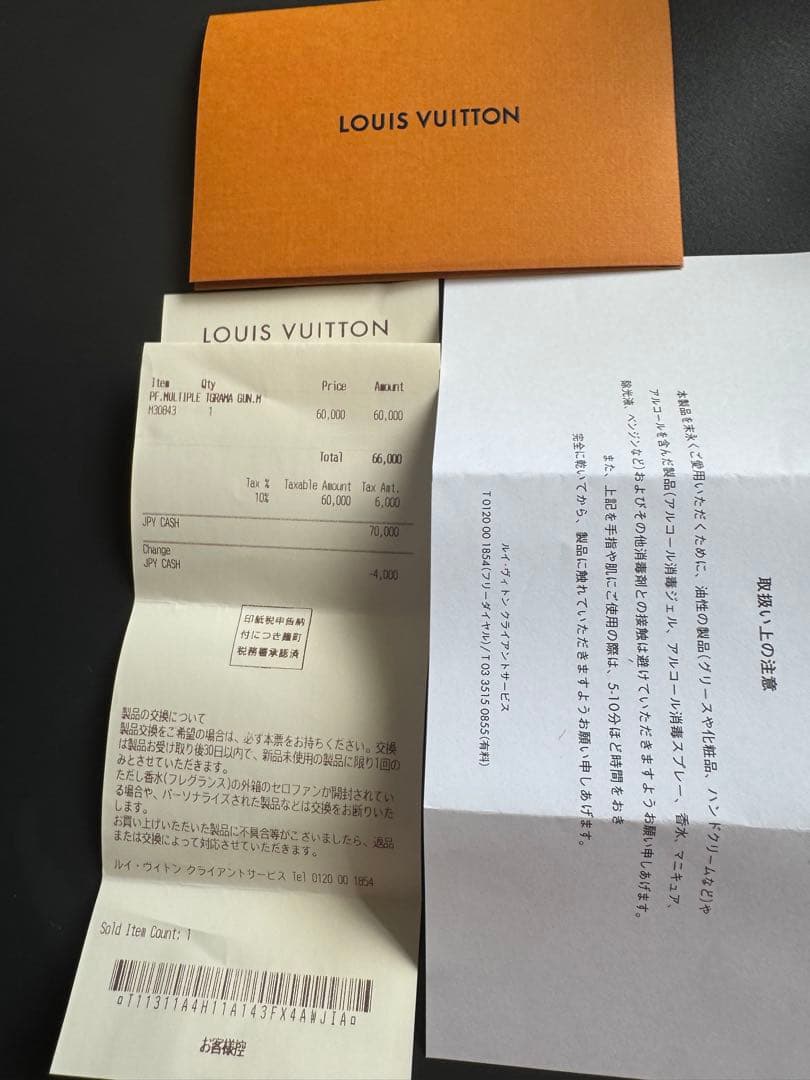 LOUIS VUITTON
LOUIS VUITTON
Item Qty Price Amount
PF.MULTIPLE TGRAMA GUN.M
M30843 1 60,000 60,000
Total 66,000
Tax % Taxable Amount Tax Amt.
10% 60,000 6,000
JPY CASH 70,000
Change
JPY CASH -4,000
印紙税申告納
付につき麹町
税務署承認済
製品の交換について
製品交換をご希望の場合は、必ず本票をお持ちください。交換
は製品お受け取り後30日以内で、新品未使用の製品に限り1回の
みとさせていただきます。
ただし香水(フレグランス)の外箱のセロファンが開封されてい
る場合や、パーソナライズされた製品などは交換をお断りいた
します。
お買い上げいただいた製品に不具合等がございましたら、返品
または交換によって対応させていただきます。
ルイ・ヴィトン クライアントサービス Tel 0120 00 1854
Sold Item Count: 1
¤T11311A4H11A143FX4AWJIA¤
お客様控
取扱い上の注意
本製品を末永くご愛用いただくために、油性の製品(グリースや化粧品、ハンドクリームなど)や
アルコールを含んだ製品(アルコール消毒ジェル、アルコール消毒スプレー、香水、マニキュア、
除光液、ベンジンなど)およびその他消毒剤との接触は避けていただきますようお願い申しあげます。
また、上記を手指や肌にご使用の際は、5-10分ほど時間をおき
完全に乾いてから、製品に触れていただきますようお願い申しあげます。
ルイ・ヴィトン クライアントサービス
T 0120 00 1854(フリーダイヤル) / T 03 3515 0855(有料)